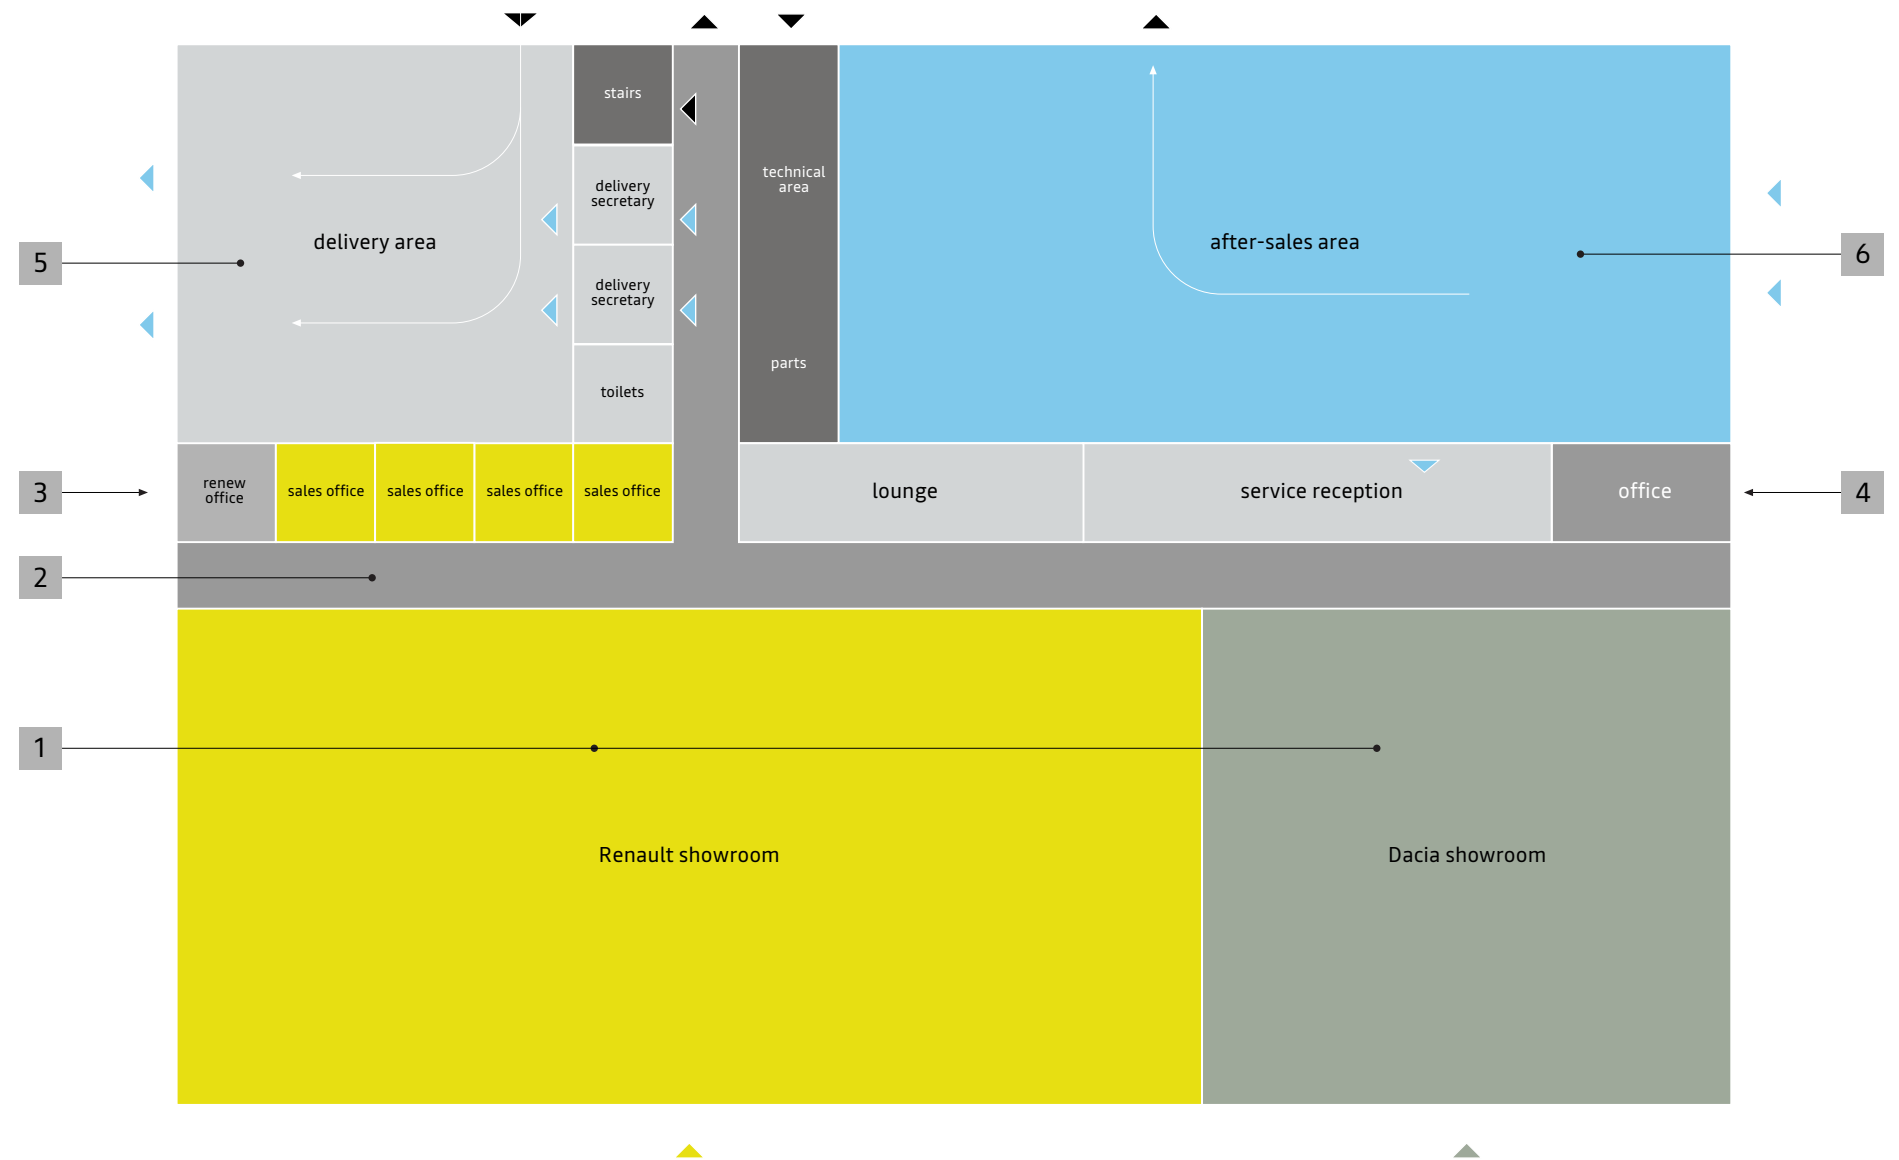 stairs
technical
area
delivery
secretary
delivery area
after-sales area
5
6
delivery
secretary
parts
toilets
3
renew
office
sales office
sales office
sales office
sales office
lounge
service reception
office
4
2
1
Renault showroom
Dacia showroom